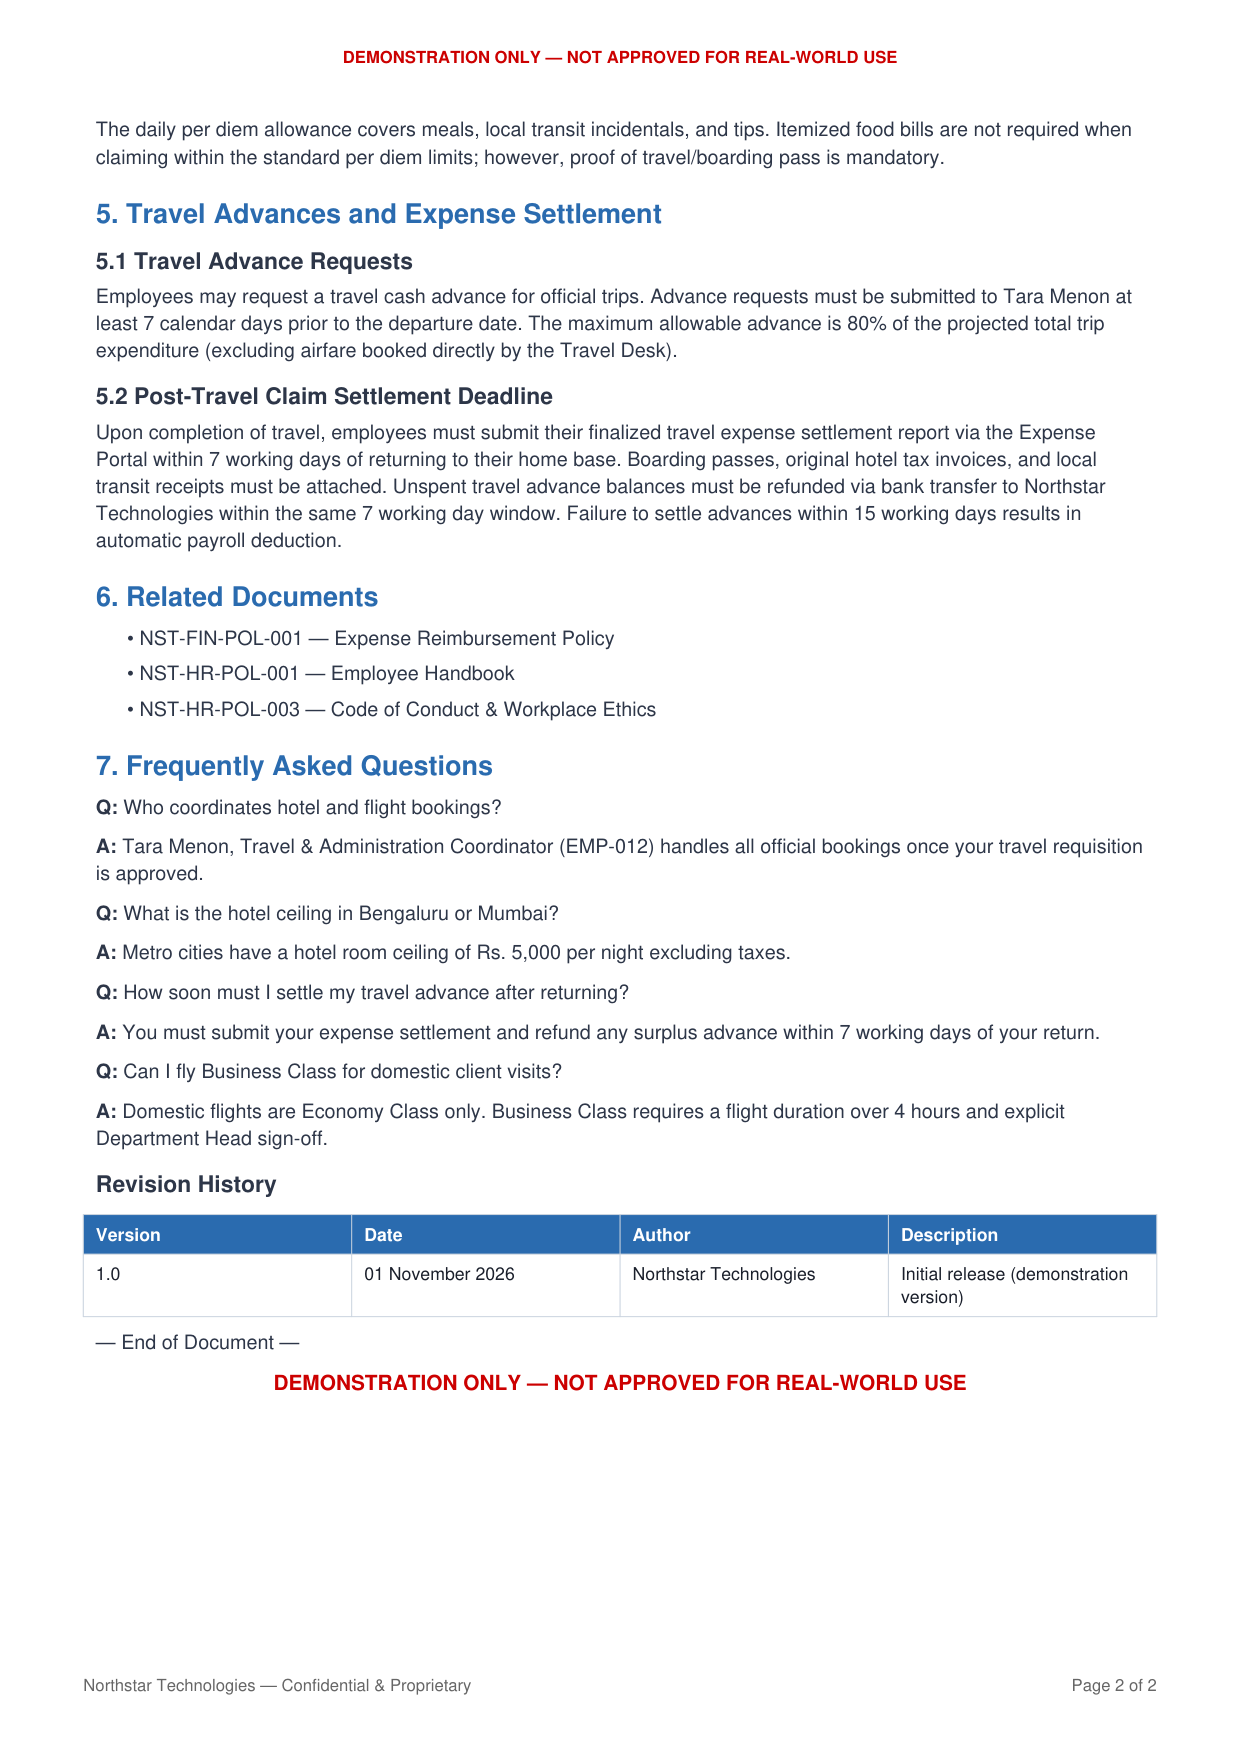 DEMONSTRATION ONLY — NOT APPROVED FOR REAL-WORLD USE
The daily per diem allowance covers meals, local transit incidentals, and tips. Itemized food bills are not required when
claiming within the standard per diem limits; however, proof of travel/boarding pass is mandatory.
5. Travel Advances and Expense Settlement
5.1 Travel Advance Requests
Employees may request a travel cash advance for official trips. Advance requests must be submitted to Tara Menon at
least 7 calendar days prior to the departure date. The maximum allowable advance is 80% of the projected total trip
expenditure (excluding airfare booked directly by the Travel Desk).
5.2 Post-Travel Claim Settlement Deadline
Upon completion of travel, employees must submit their finalized travel expense settlement report via the Expense
Portal within 7 working days of returning to their home base. Boarding passes, original hotel tax invoices, and local
transit receipts must be attached. Unspent travel advance balances must be refunded via bank transfer to Northstar
Technologies within the same 7 working day window. Failure to settle advances within 15 working days results in
automatic payroll deduction.
6. Related Documents
• NST-FIN-POL-001 — Expense Reimbursement Policy
• NST-HR-POL-001 — Employee Handbook
• NST-HR-POL-003 — Code of Conduct & Workplace Ethics
7. Frequently Asked Questions
Q: Who coordinates hotel and flight bookings?
A: Tara Menon, Travel & Administration Coordinator (EMP-012) handles all official bookings once your travel requisition
is approved.
Q: What is the hotel ceiling in Bengaluru or Mumbai?
A: Metro cities have a hotel room ceiling of Rs. 5,000 per night excluding taxes.
Q: How soon must I settle my travel advance after returning?
A: You must submit your expense settlement and refund any surplus advance within 7 working days of your return.
Q: Can I fly Business Class for domestic client visits?
A: Domestic flights are Economy Class only. Business Class requires a flight duration over 4 hours and explicit
Department Head sign-off.
Revision History
Version Date Author Description
1.0 01 November 2026 Northstar Technologies Initial release (demonstration
version)
— End of Document —
DEMONSTRATION ONLY — NOT APPROVED FOR REAL-WORLD USE
Northstar Technologies — Confidential & Proprietary Page 2 of 2